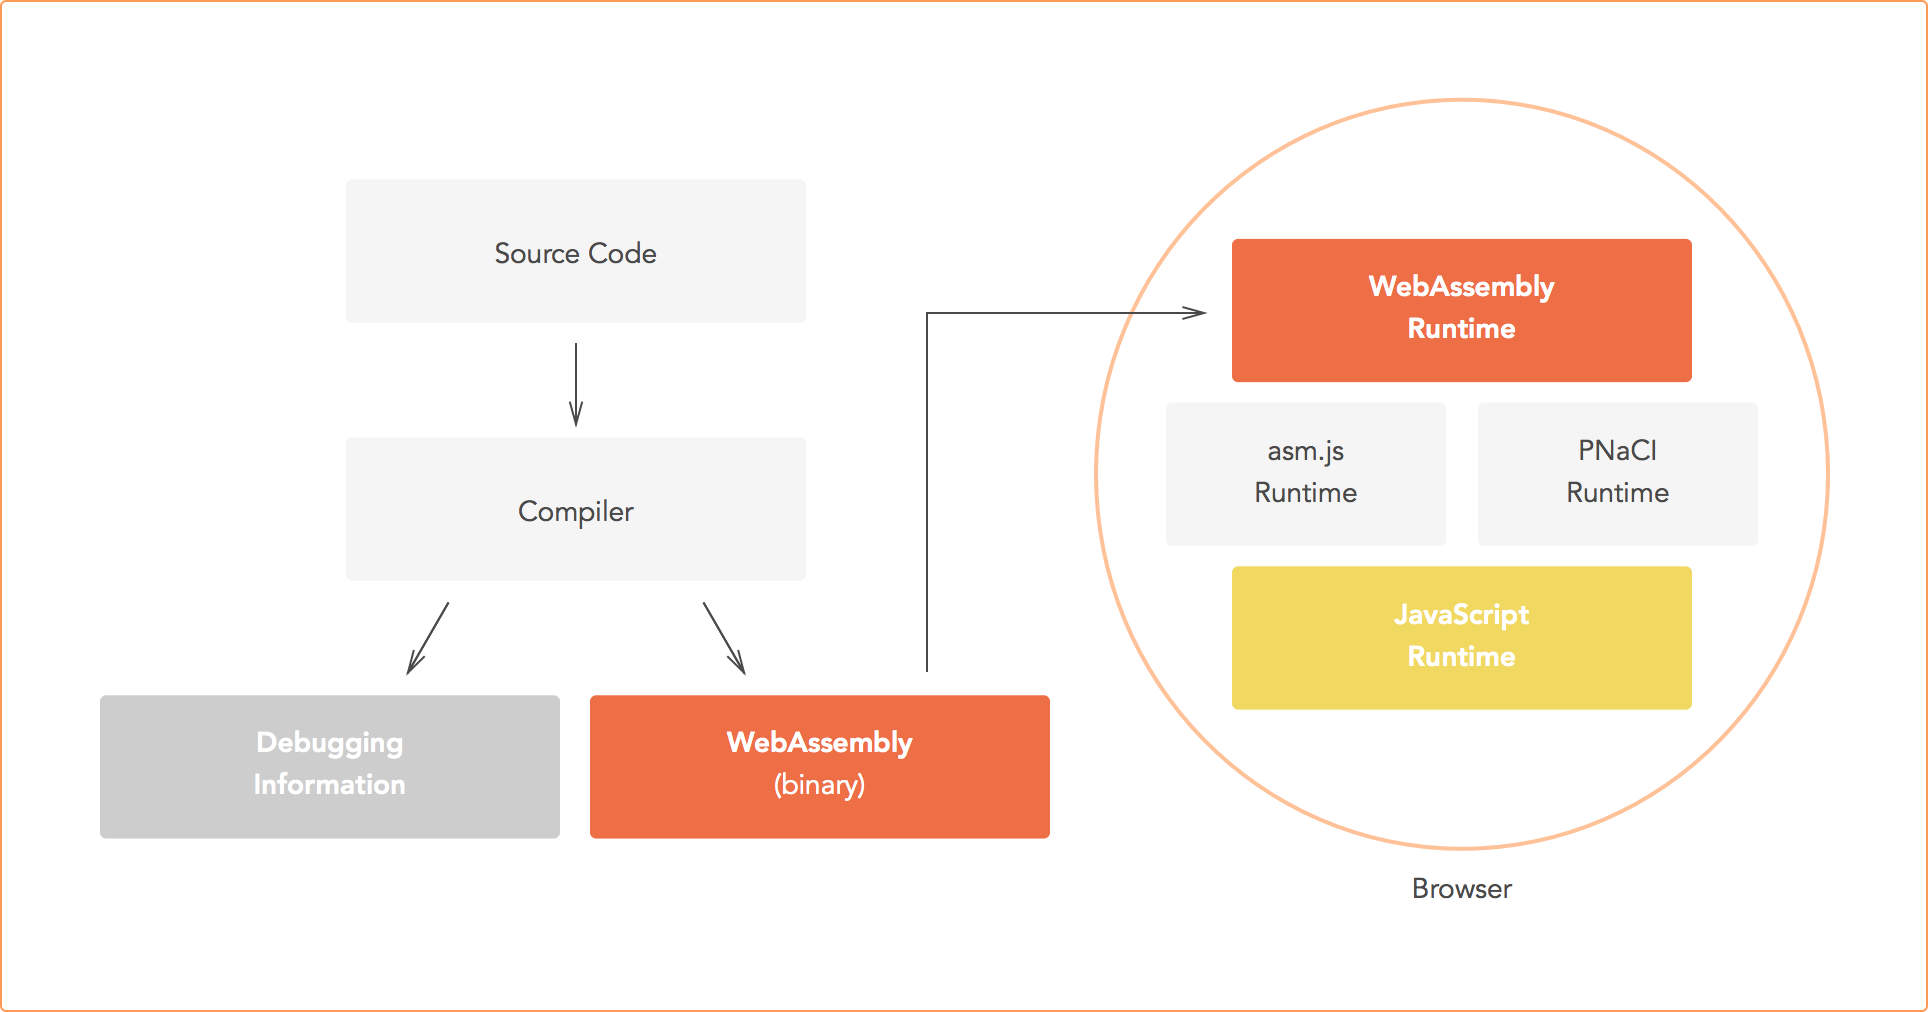 Source Code
Compiler
Debugging
Information
WebAssembly
(binary)
WebAssembly
Runtime
asm.js
Runtime
PNaCl
Runtime
JavaScript
Runtime
Browser